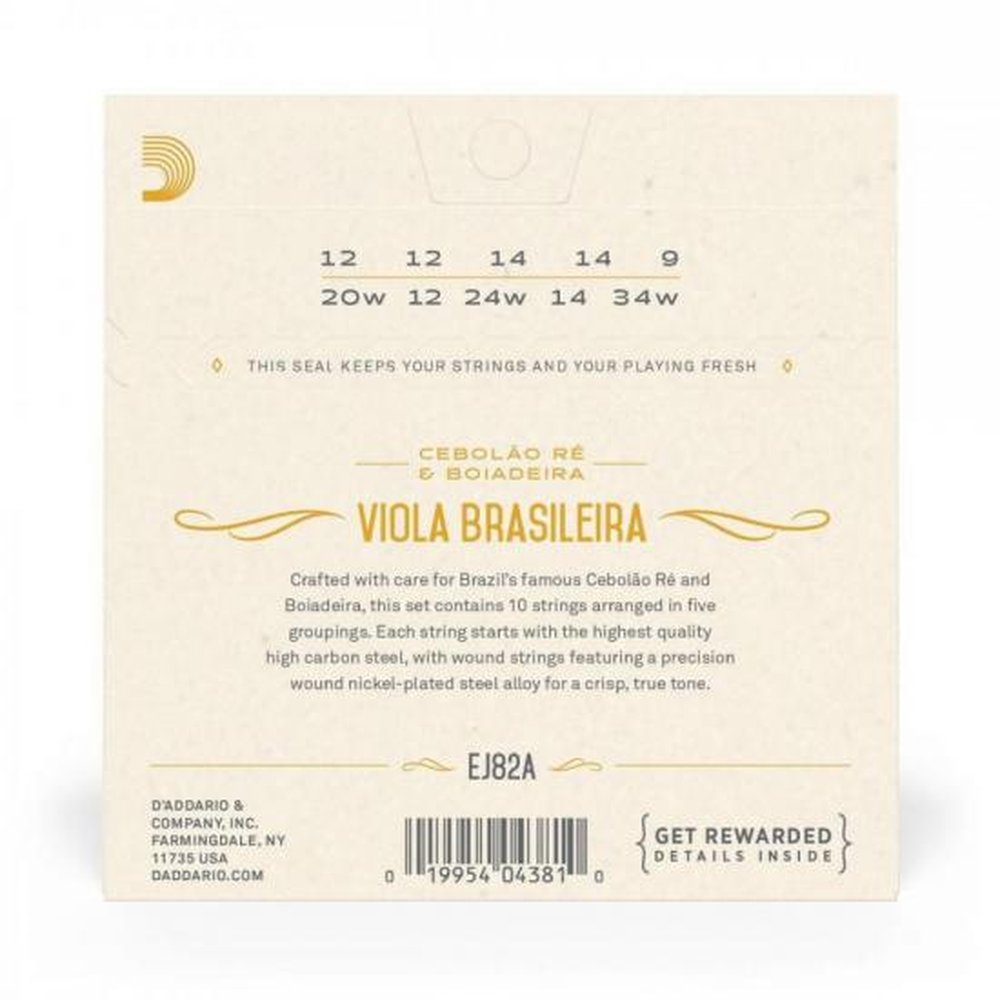 12 12 14 14 9
20w 12 24w 14 34w
THIS SEAL KEEPS YOUR STRINGS AND YOUR PLAYING FRESH
CEBOLÃO RÉ
& BOIADEIRA
VIOLA BRASILEIRA
Crafted with care for Brazil's famous Cebolão Ré and
Boiadeira, this set contains 10 strings arranged in five
groupings. Each string starts with the highest quality
high carbon steel, with wound strings featuring a precision
wound nickel-plated steel alloy for a crisp, true tone.
EJ82A
D'ADDARIO &
COMPANY, INC.
FARMINGDALE, NY
11735 USA
DADDARIO.COM
0 19954 04381 0
GET REWARDED
DETAILS INSIDE